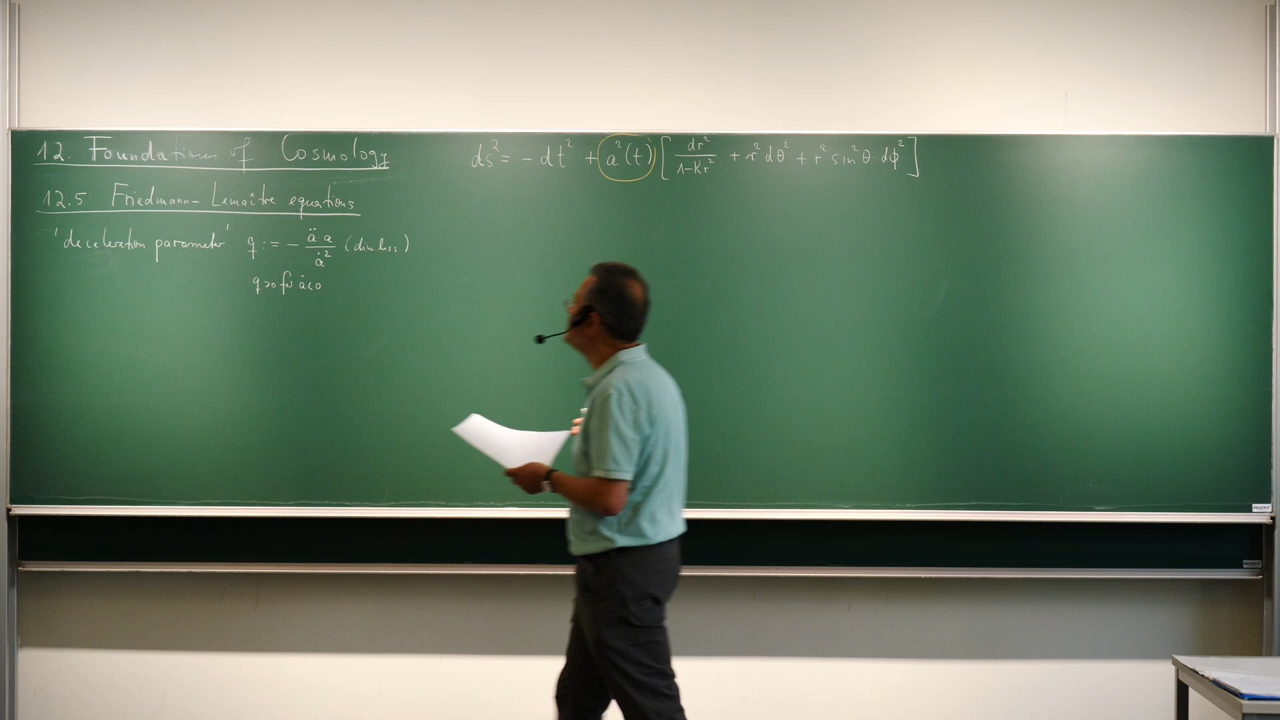 12. Foundations of Cosmology
ds² = - dt² + a²(t) [ dr²/(1-Kr²) + r² dθ² + r² sin²θ · dϕ² ]
12.5 Friedmann-Lemaître equations
'deceleration parameter' q := - äa/ȧ² (dim.less)
q>0 for ä<0